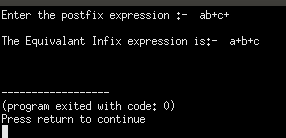 Enter the postfix expression :-  ab+c+
The Equivalant Infix expression is:-  a+b+c
------------------
(program exited with code: 0)
Press return to continue